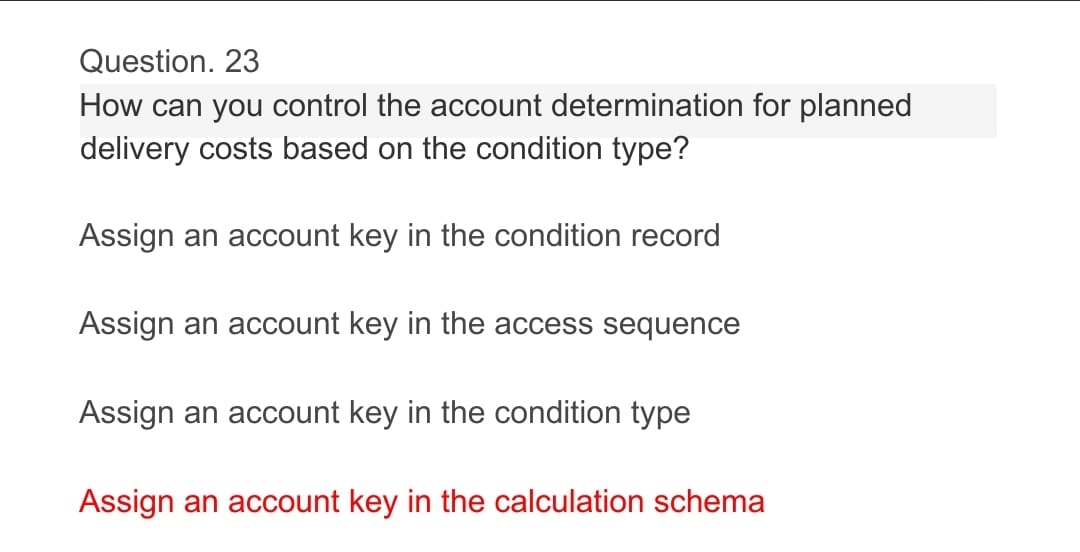 Question. 23
How can you control the account determination for planned
delivery costs based on the condition type?
Assign an account key in the condition record
Assign an account key in the access sequence
Assign an account key in the condition type
Assign an account key in the calculation schema